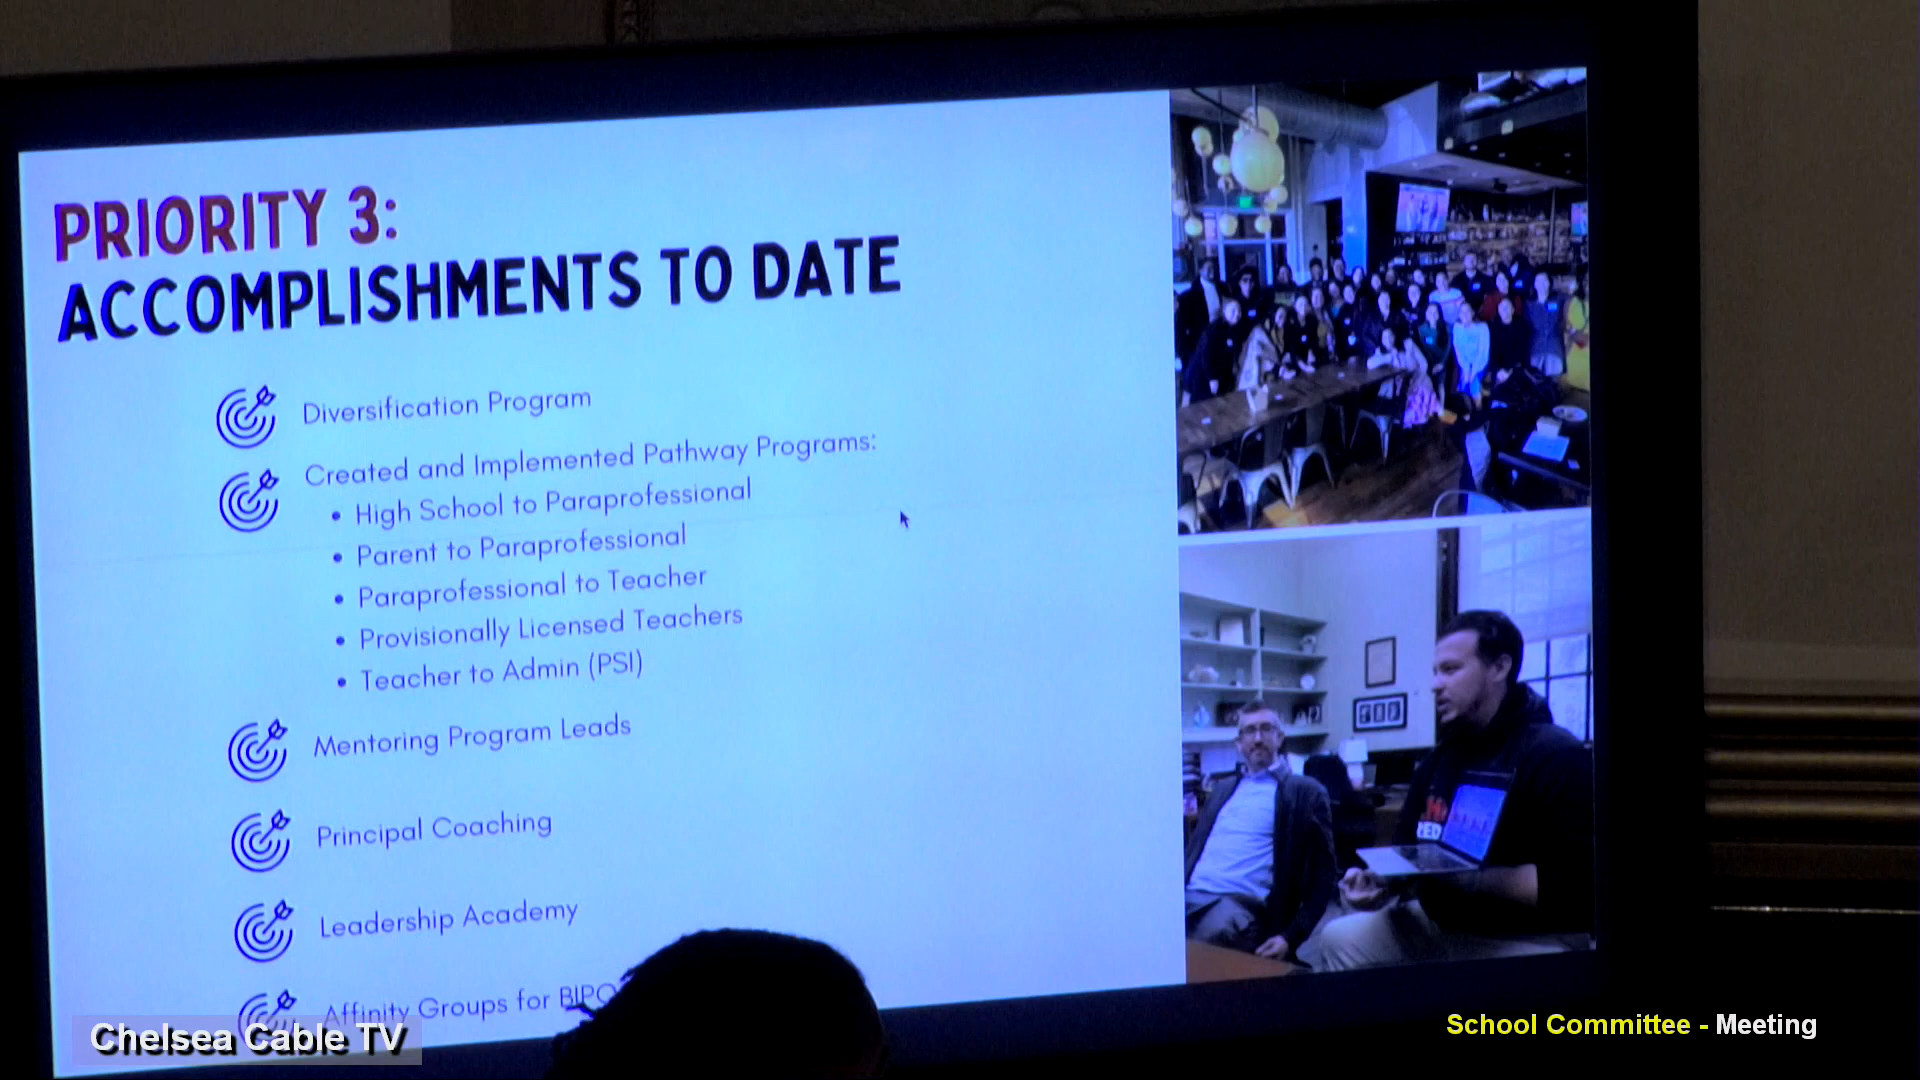 PRIORITY 3:
ACCOMPLISHMENTS TO DATE
Diversification Program
Created and Implemented Pathway Programs:
• High School to Paraprofessional
• Parent to Paraprofessional
• Paraprofessional to Teacher
• Provisionally Licensed Teachers
• Teacher to Admin (PSI)
Mentoring Program Leads
Principal Coaching
Leadership Academy
Affinity Groups for
Chelsea Cable TV
School Committee - Meeting